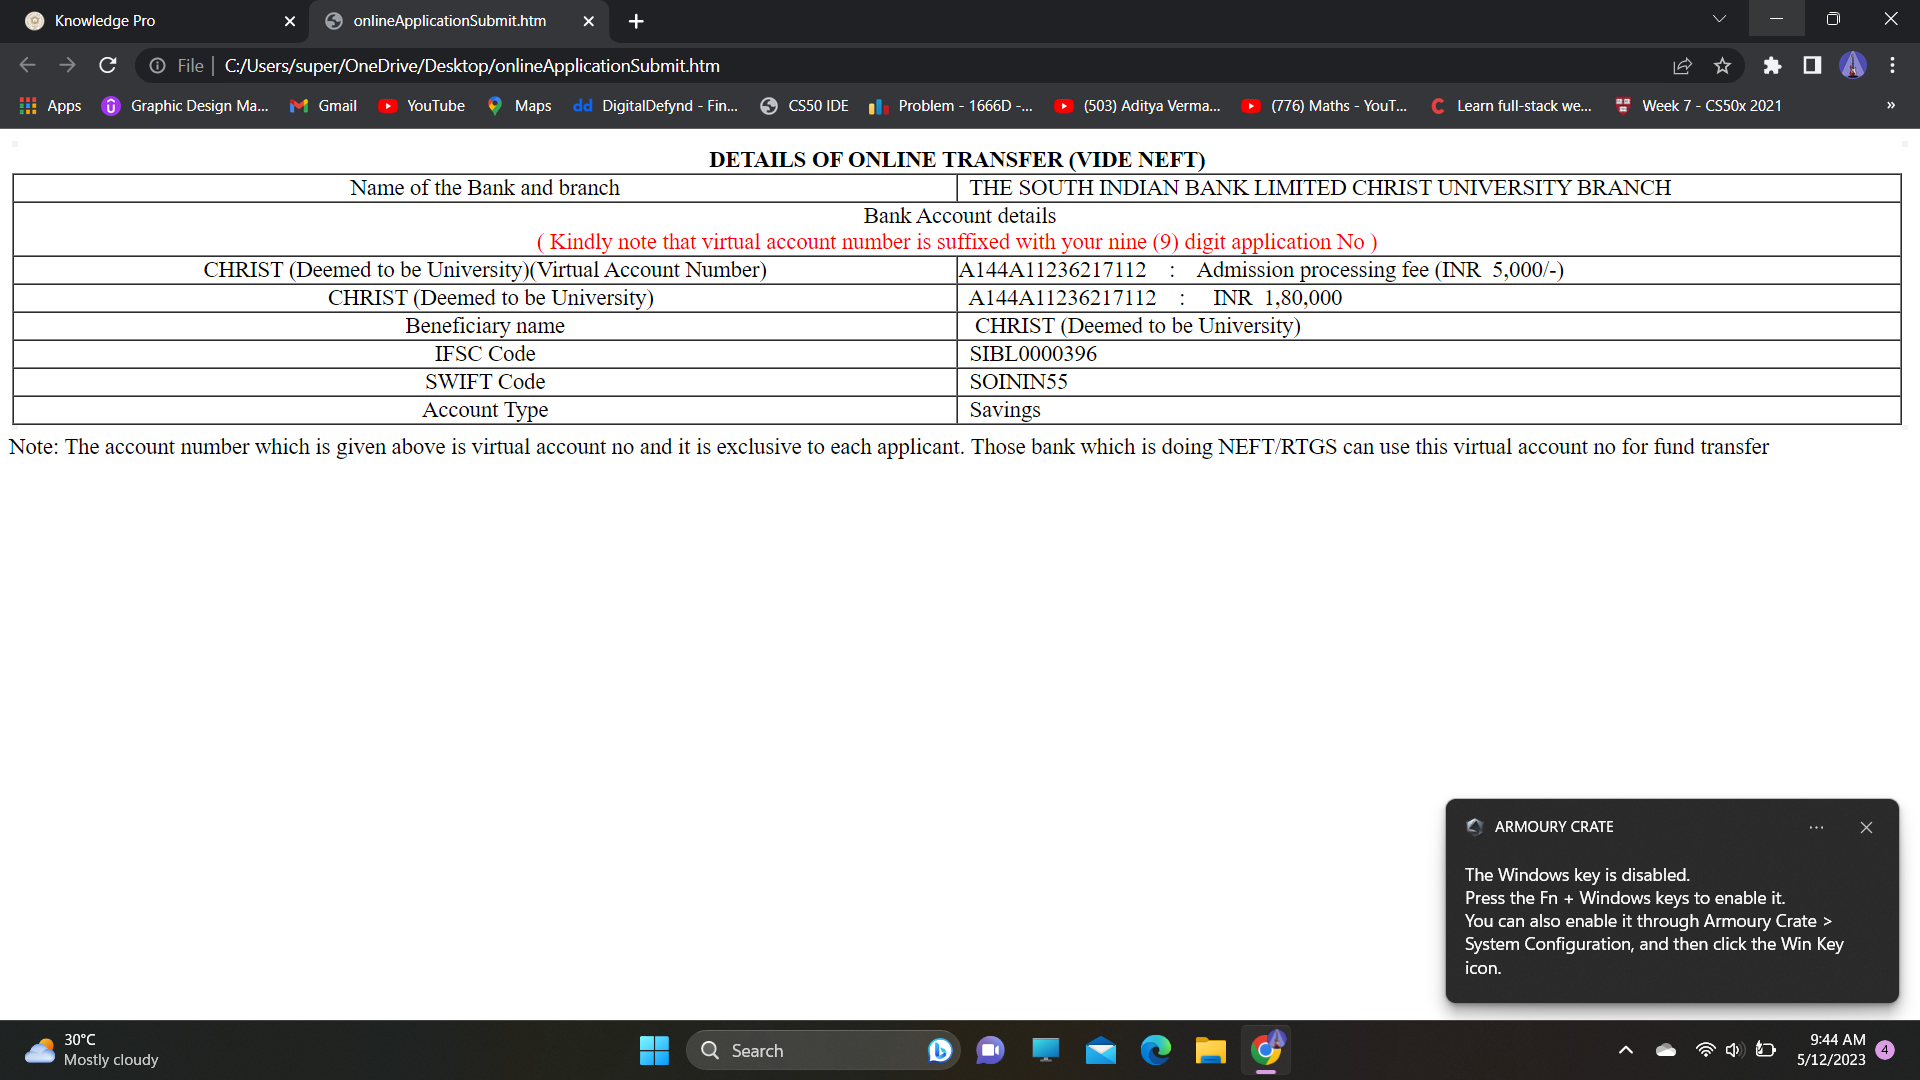 Knowledge Pro
onlineApplicationSubmit.htm
File
C:/Users/super/OneDrive/Desktop/onlineApplicationSubmit.htm
Apps
Graphic Design Ma...
Gmail
YouTube
Maps
dd DigitalDefynd - Fin...
CS50 IDE
Problem - 1666D -...
(503) Aditya Verma...
(776) Maths - YouT...
Learn full-stack we...
Week 7 - CS50x 2021
»
DETAILS OF ONLINE TRANSFER (VIDE NEFT)
Name of the Bank and branch THE SOUTH INDIAN BANK LIMITED CHRIST UNIVERSITY BRANCH
Bank Account details
( Kindly note that virtual account number is suffixed with your nine (9) digit application No )
CHRIST (Deemed to be University)(Virtual Account Number) A144A11236217112 : Admission processing fee (INR 5,000/-)
CHRIST (Deemed to be University) A144A11236217112 : INR 1,80,000
Beneficiary name CHRIST (Deemed to be University)
IFSC Code SIBL0000396
SWIFT Code SOININ55
Account Type Savings
Note: The account number which is given above is virtual account no and it is exclusive to each applicant. Those bank which is doing NEFT/RTGS can use this virtual account no for fund transfer
ARMOURY CRATE
The Windows key is disabled.
Press the Fn + Windows keys to enable it.
You can also enable it through Armoury Crate >
System Configuration, and then click the Win Key
icon.
30°C
Mostly cloudy
Search
9:44 AM
5/12/2023
4